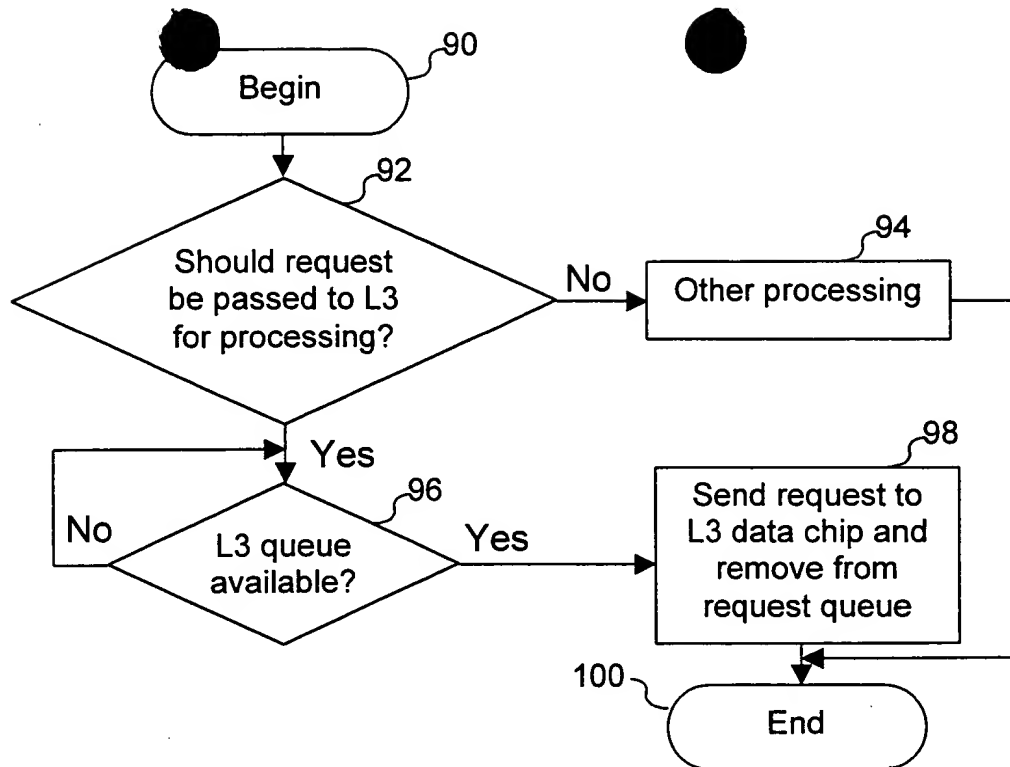 90
Begin
92
Should request
be passed to L3
for processing?
No
94
Other processing
Yes
96
No
L3 queue
available?
Yes
98
Send request to
L3 data chip and
remove from
request queue
100
End